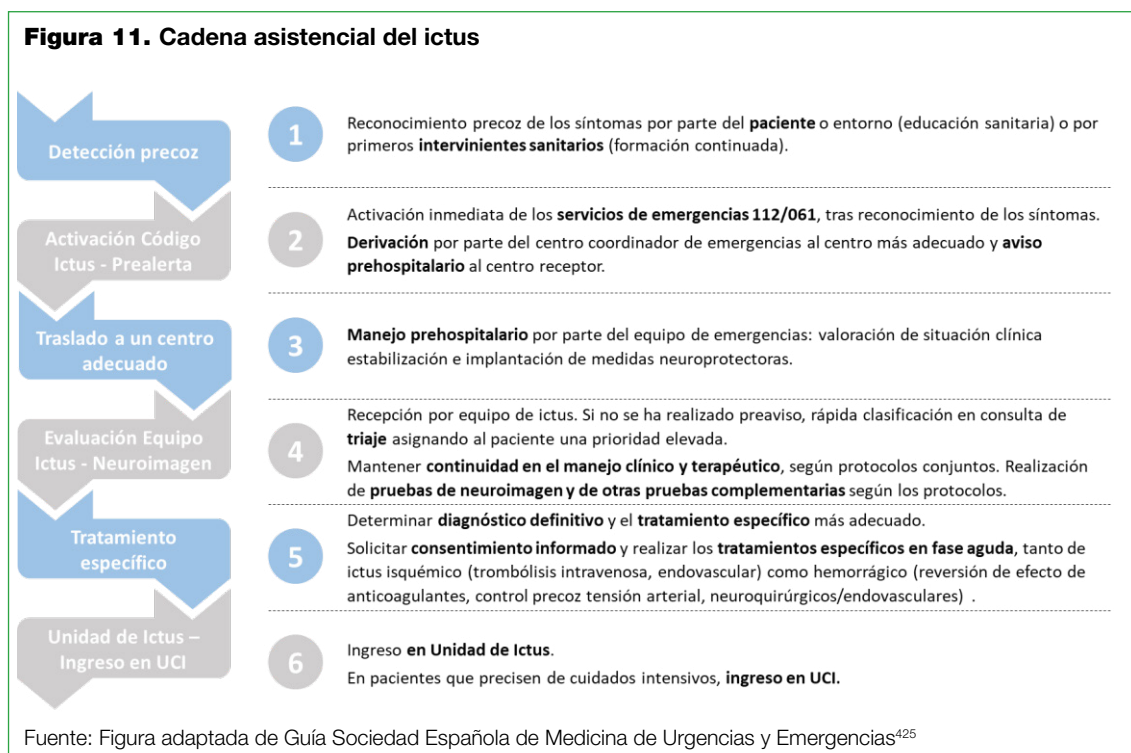 Figura 11. Cadena asistencial del ictus
Detección precoz
1
Reconocimiento precoz de los síntomas por parte del paciente o entorno (educación sanitaria) o por
primeros intervinientes sanitarios (formación continuada).
Activación Código
Ictus - Prealerta
2
Activación inmediata de los servicios de emergencias 112/061, tras reconocimiento de los síntomas.
Derivación por parte del centro coordinador de emergencias al centro más adecuado y aviso
prehospitalario al centro receptor.
Traslado a un centro
adecuado
3
Manejo prehospitalario por parte del equipo de emergencias: valoración de situación clínica
estabilización e implantación de medidas neuroprotectoras.
Evaluación Equipo
Ictus - Neuroimagen
4
Recepción por equipo de ictus. Si no se ha realizado preaviso, rápida clasificación en consulta de
triaje asignando al paciente una prioridad elevada.
Mantener continuidad en el manejo clínico y terapéutico, según protocolos conjuntos. Realización
de pruebas de neuroimagen y de otras pruebas complementarias según los protocolos.
Tratamiento
específico
5
Determinar diagnóstico definitivo y el tratamiento específico más adecuado.
Solicitar consentimiento informado y realizar los tratamientos específicos en fase aguda, tanto de
ictus isquémico (trombólisis intravenosa, endovascular) como hemorrágico (reversión de efecto de
anticoagulantes, control precoz tensión arterial, neuroquirúrgicos/endovasculares) .
Unidad de Ictus –
Ingreso en UCI
6
Ingreso en Unidad de Ictus.
En pacientes que precisen de cuidados intensivos, ingreso en UCI.
Fuente: Figura adaptada de Guía Sociedad Española de Medicina de Urgencias y Emergencias425